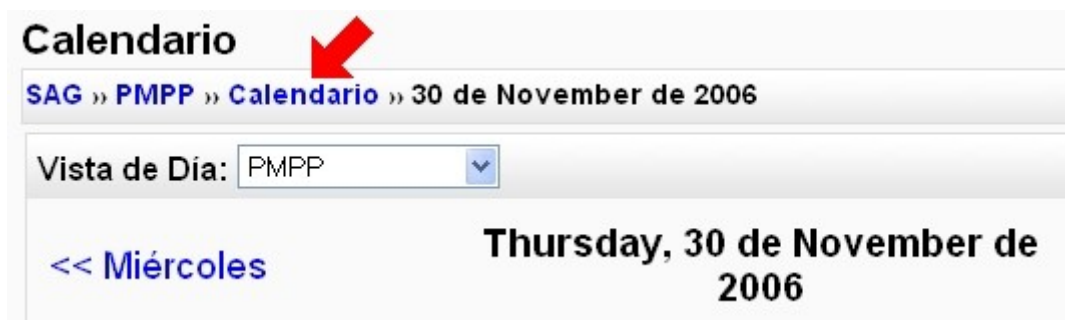 Calendario
SAG » PMPP » Calendario » 30 de November de 2006
Vista de Día: PMPP
<< Miércoles
Thursday, 30 de November de
2006